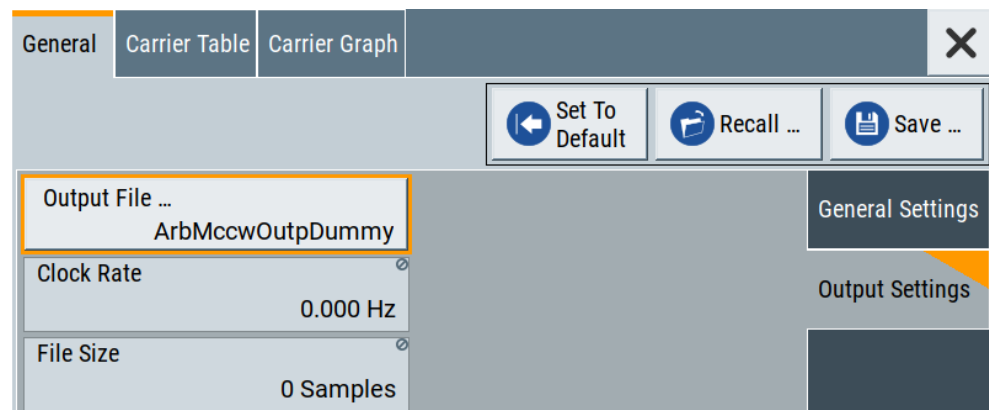 General
Carrier Table
Carrier Graph
Set To
Default
Recall ...
Save ...
Output File ...
ArbMccwOutpDummy
Clock Rate
0.000 Hz
File Size
0 Samples
General Settings
Output Settings